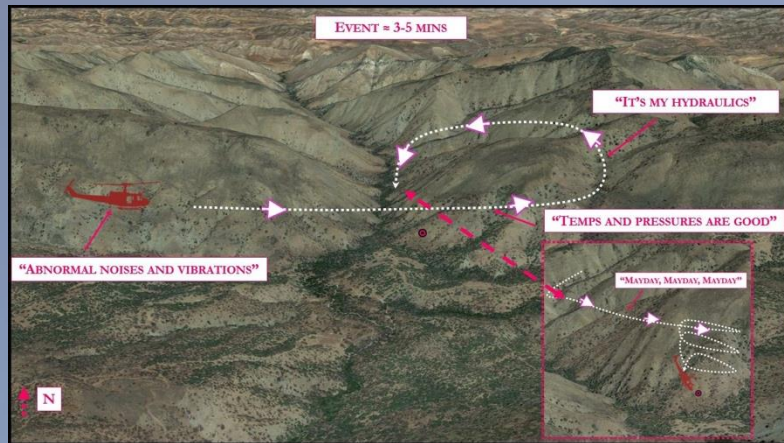 EVENT ≈ 3-5 MINS
“IT’S MY HYDRAULICS”
“TEMPS AND PRESSURES ARE GOOD”
“ABNORMAL NOISES AND VIBRATIONS”
“MAYDAY, MAYDAY, MAYDAY”
N